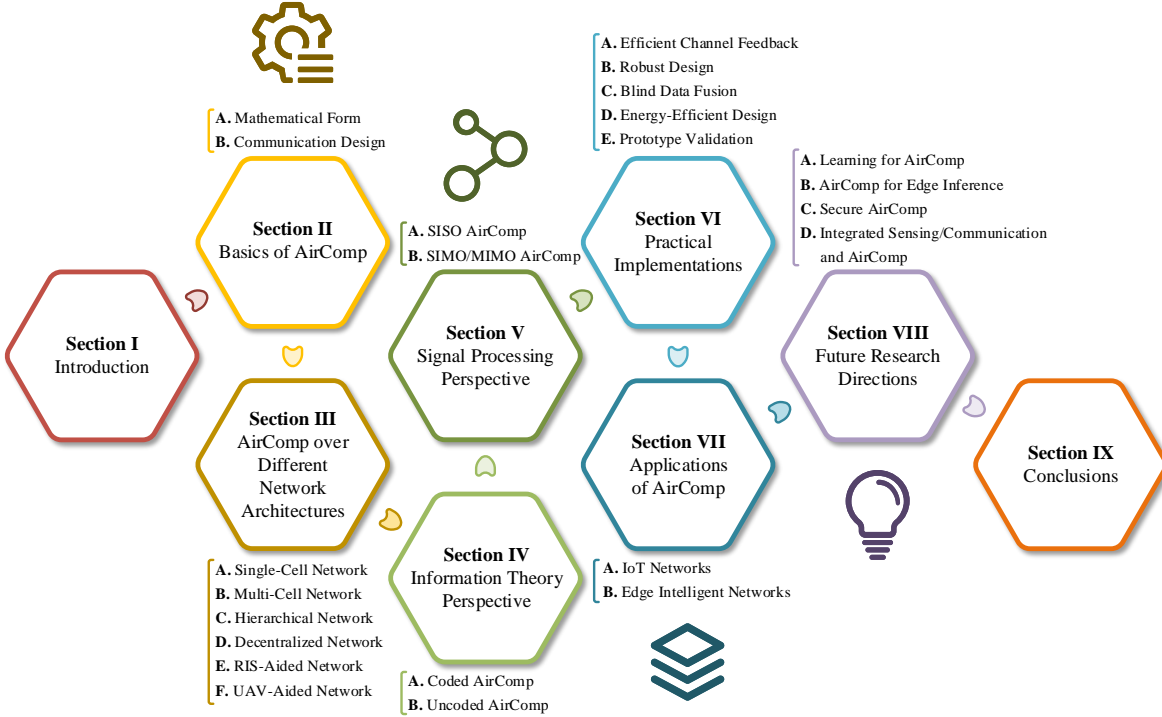 Section I
Introduction
A. Mathematical Form
B. Communication Design
Section II
Basics of AirComp
Section III
AirComp over
Different
Network
Architectures
A. Single-Cell Network
B. Multi-Cell Network
C. Hierarchical Network
D. Decentralized Network
E. RIS-Aided Network
F. UAV-Aided Network
Section IV
Information Theory
Perspective
A. Coded AirComp
B. Uncoded AirComp
A. SISO AirComp
B. SIMO/MIMO AirComp
Section V
Signal Processing
Perspective
A. Efficient Channel Feedback
B. Robust Design
C. Blind Data Fusion
D. Energy-Efficient Design
E. Prototype Validation
Section VI
Practical
Implementations
Section VII
Applications
of AirComp
A. IoT Networks
B. Edge Intelligent Networks
A. Learning for AirComp
B. AirComp for Edge Inference
C. Secure AirComp
D. Integrated Sensing/Communication
and AirComp
Section VIII
Future Research
Directions
Section IX
Conclusions